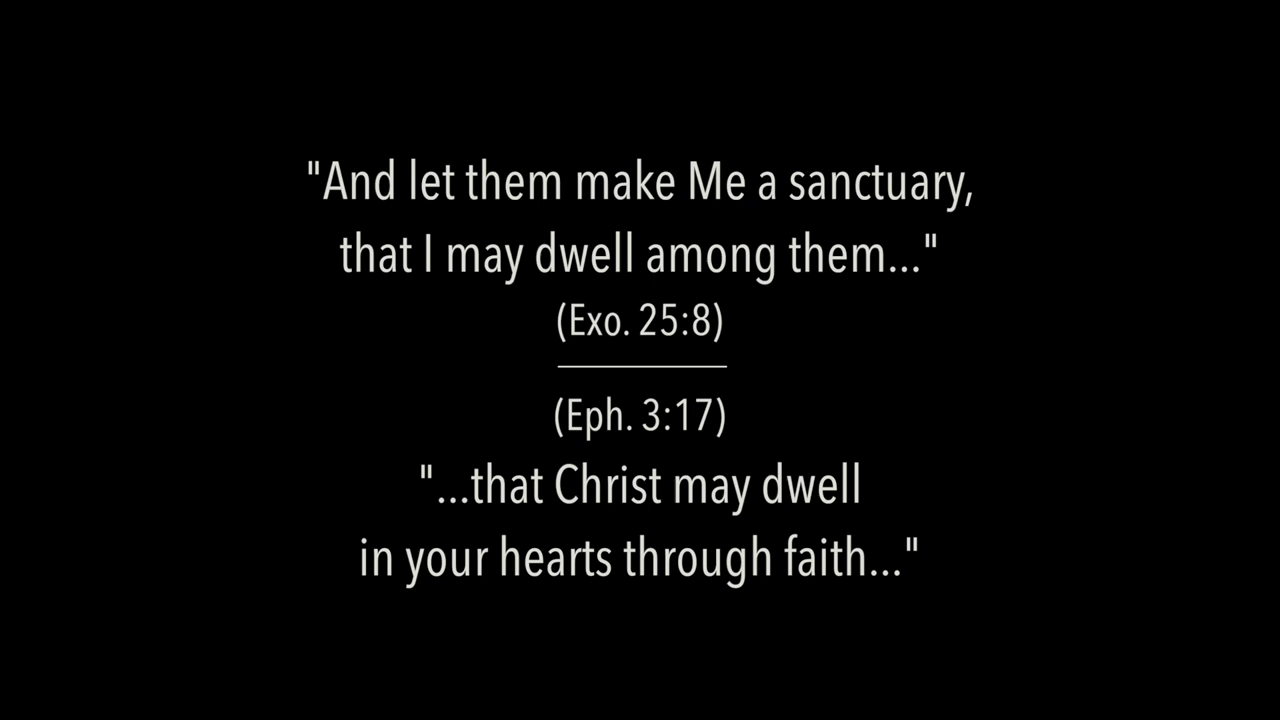 "And let them make Me a sanctuary,
that I may dwell among them..."
(Exo. 25:8)
(Eph. 3:17)
"...that Christ may dwell
in your hearts through faith..."